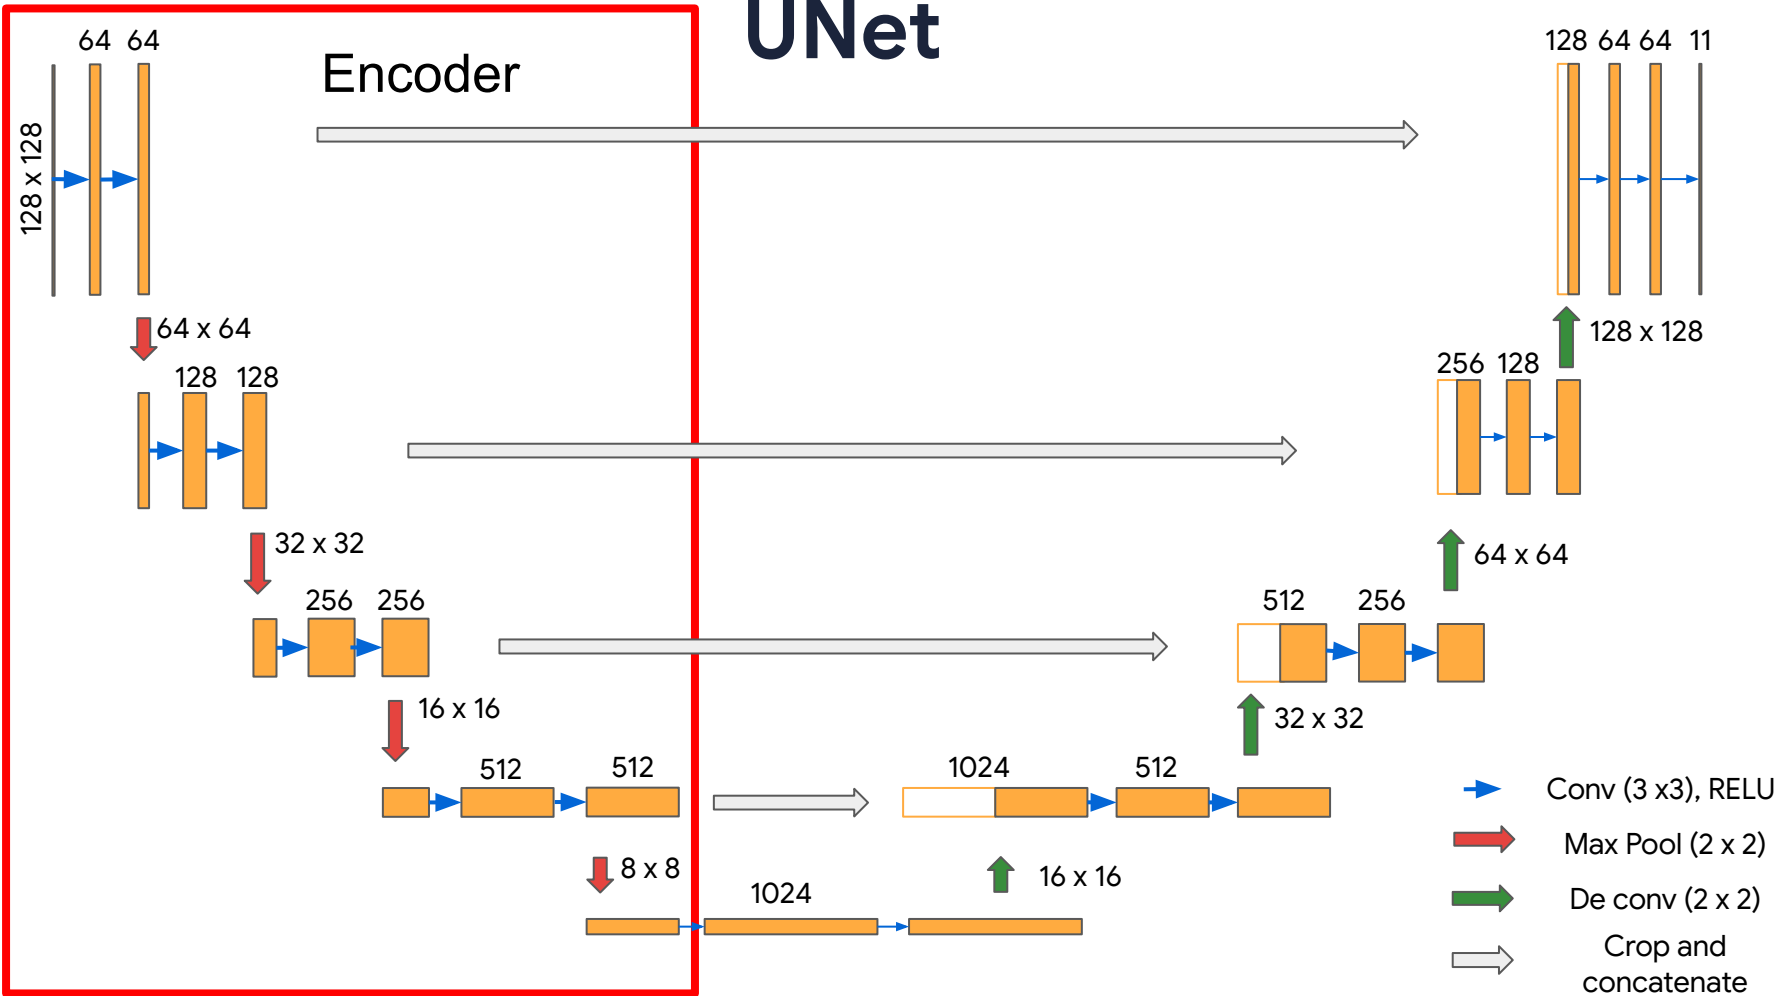 UNet
Encoder
64 64
128 x 128
128 64 64 11
64 x 64
128 x 128
128 128
256 128
32 x 32
64 x 64
256 256
512 256
16 x 16
32 x 32
512 512
1024 512
8 x 8
16 x 16
1024
Conv (3 x3), RELU
Max Pool (2 x 2)
De conv (2 x 2)
Crop and
concatenate